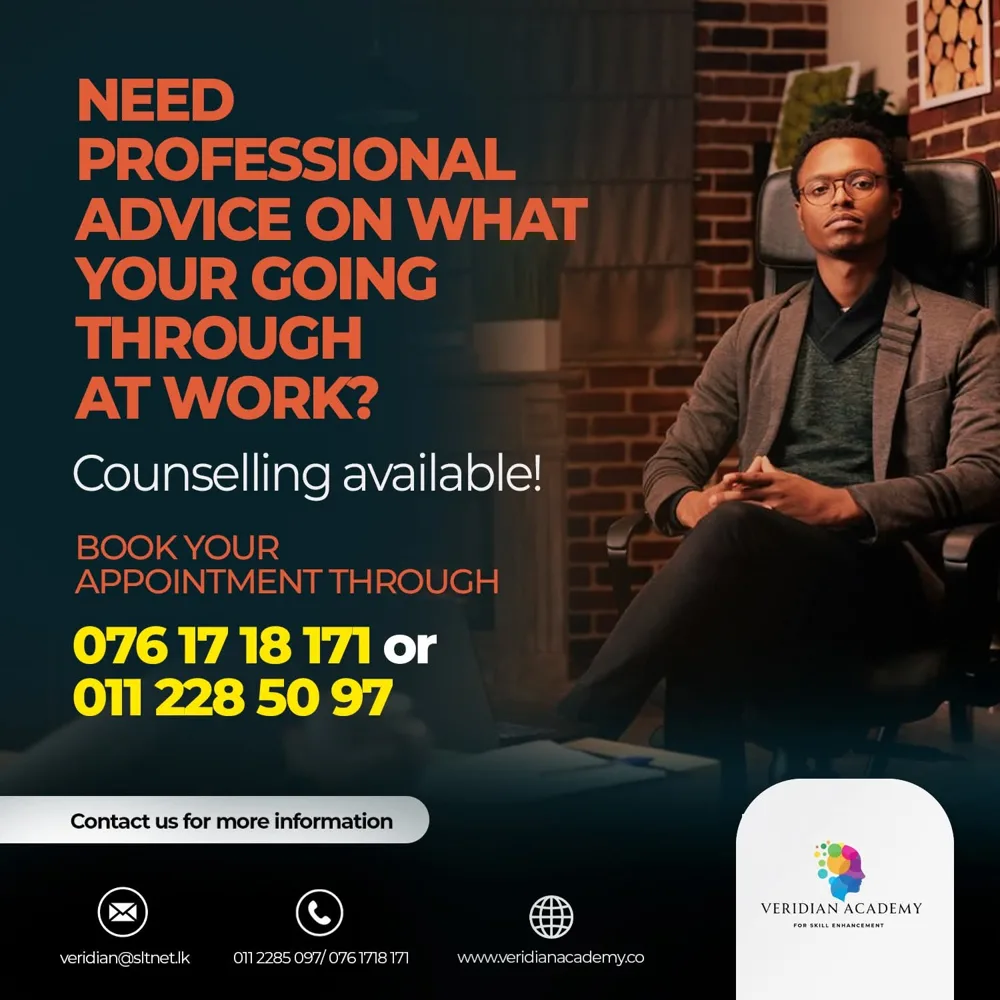 NEED
PROFESSIONAL
ADVICE ON WHAT
YOUR GOING
THROUGH
AT WORK?
Counselling available!
BOOK YOUR
APPOINTMENT THROUGH
076 17 18 171 or
011 228 50 97
Contact us for more information
veridian@sltnet.lk
011 2285 097/ 076 1718 171
www.veridianacademy.co
VERIDIAN ACADEMY
FOR SKILL ENHANCEMENT